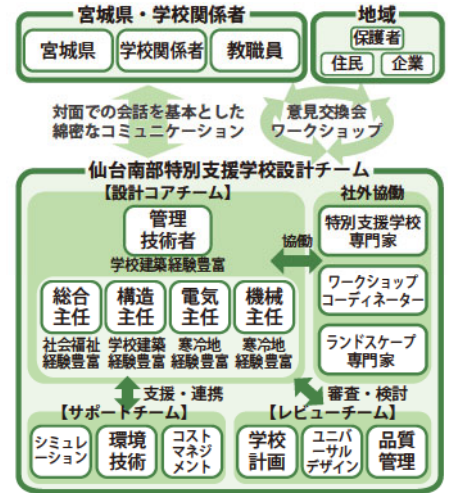 宮城県・学校関係者
宮城県
学校関係者
教職員
地域
保護者
住民
企業
対面での会話を基本とした
綿密なコミュニケーション
意見交換会
ワークショップ
仙台南部特別支援学校設計チーム
【設計コアチーム】
管理
技術者
学校建築経験豊富
総合
主任
社会福祉
経験豊富
構造
主任
学校建築
経験豊富
電気
主任
寒冷地
経験豊富
機械
主任
寒冷地
経験豊富
協働
社外協働
特別支援学校
専門家
ワークショップ
コーディネーター
ランドスケープ
専門家
支援・連携
審査・検討
【サポートチーム】
シミュレ
ーション
環境
技術
コスト
マネジ
メント
【レビューチーム】
学校
計画
ユニバ
ーサル
デザイン
品質
管理